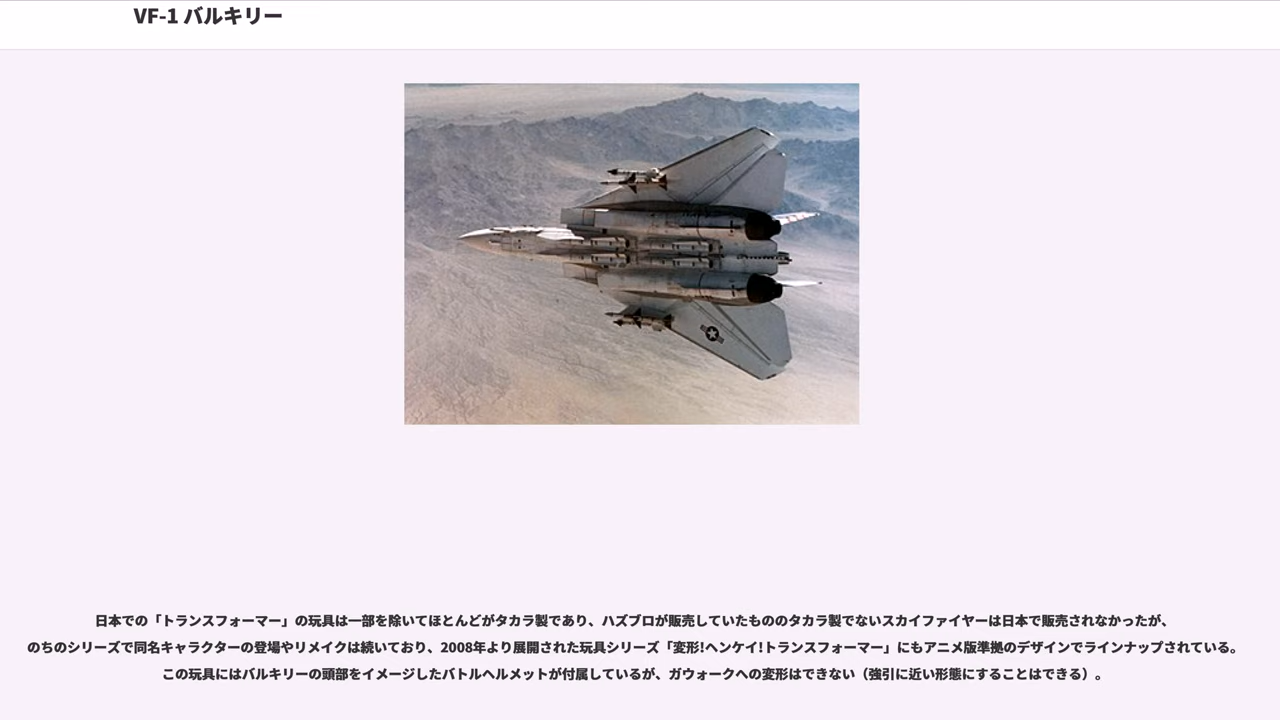 VF-1 バルキリー
日本での「トランスフォーマー」の玩具は一部を除いてほとんどがタカラ製であり、ハズブロが販売していたもののタカラ製でないスカイファイヤーは日本で販売されなかったが、
のちのシリーズで同名キャラクターの登場やリメイクは続いており、2008年より展開された玩具シリーズ「変形!ヘンケイ!トランスフォーマー」にもアニメ版準拠のデザインでラインナップされている。
この玩具にはバルキリーの頭部をイメージしたバトルヘルメットが付属しているが、ガウォークへの変形はできない（強引に近い形態にすることはできる）。